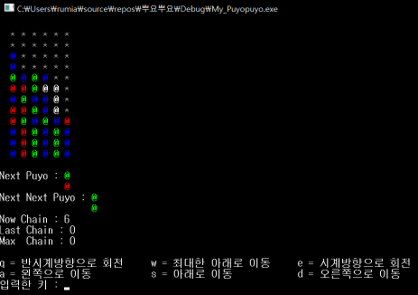 C:\Users\rumia\source\repos\뿌요뿌요\Debug\My_Puyopuyo.exe
* * * * * *
* * * * * *
@ * * * * *
@ * * * * *
@ @ @ @ * *
@ @ @ @ @ *
@ @ @ @ @ *
@ @ @ @ @ *
@ @ @ @ @ @
@ @ @ @ @ @
@ @ @ @ @ @
@ @ @ @ @ @
Next Puyo : @
@
Next Next Puyo : @
@
Now Chain : 6
Last Chain : 0
Max Chain : 0
q = 반시계방향으로 회전 w = 최대한 아래로 이동 e = 시계방향으로 회전
a = 왼쪽으로 이동 s = 아래로 이동 d = 오른쪽으로 이동
입력한 키 :